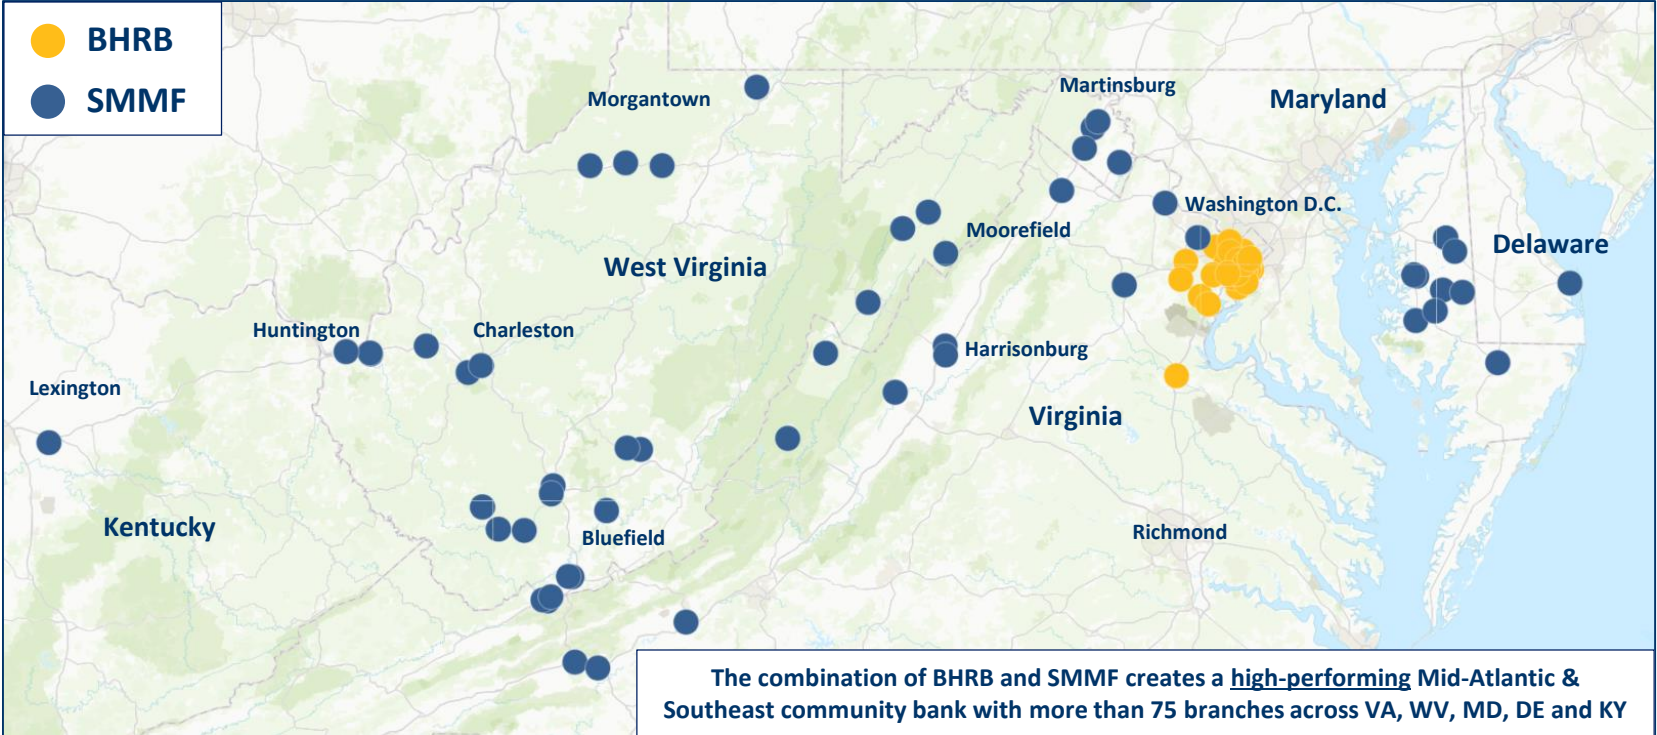 BHRB
SMMF
Morgantown
Martinsburg
Maryland
Washington D.C.
Moorefield
Delaware
West Virginia
Huntington
Charleston
Harrisonburg
Lexington
Virginia
Kentucky
Bluefield
Richmond
The combination of BHRB and SMMF creates a high-performing Mid-Atlantic &
Southeast community bank with more than 75 branches across VA, WV, MD, DE and KY